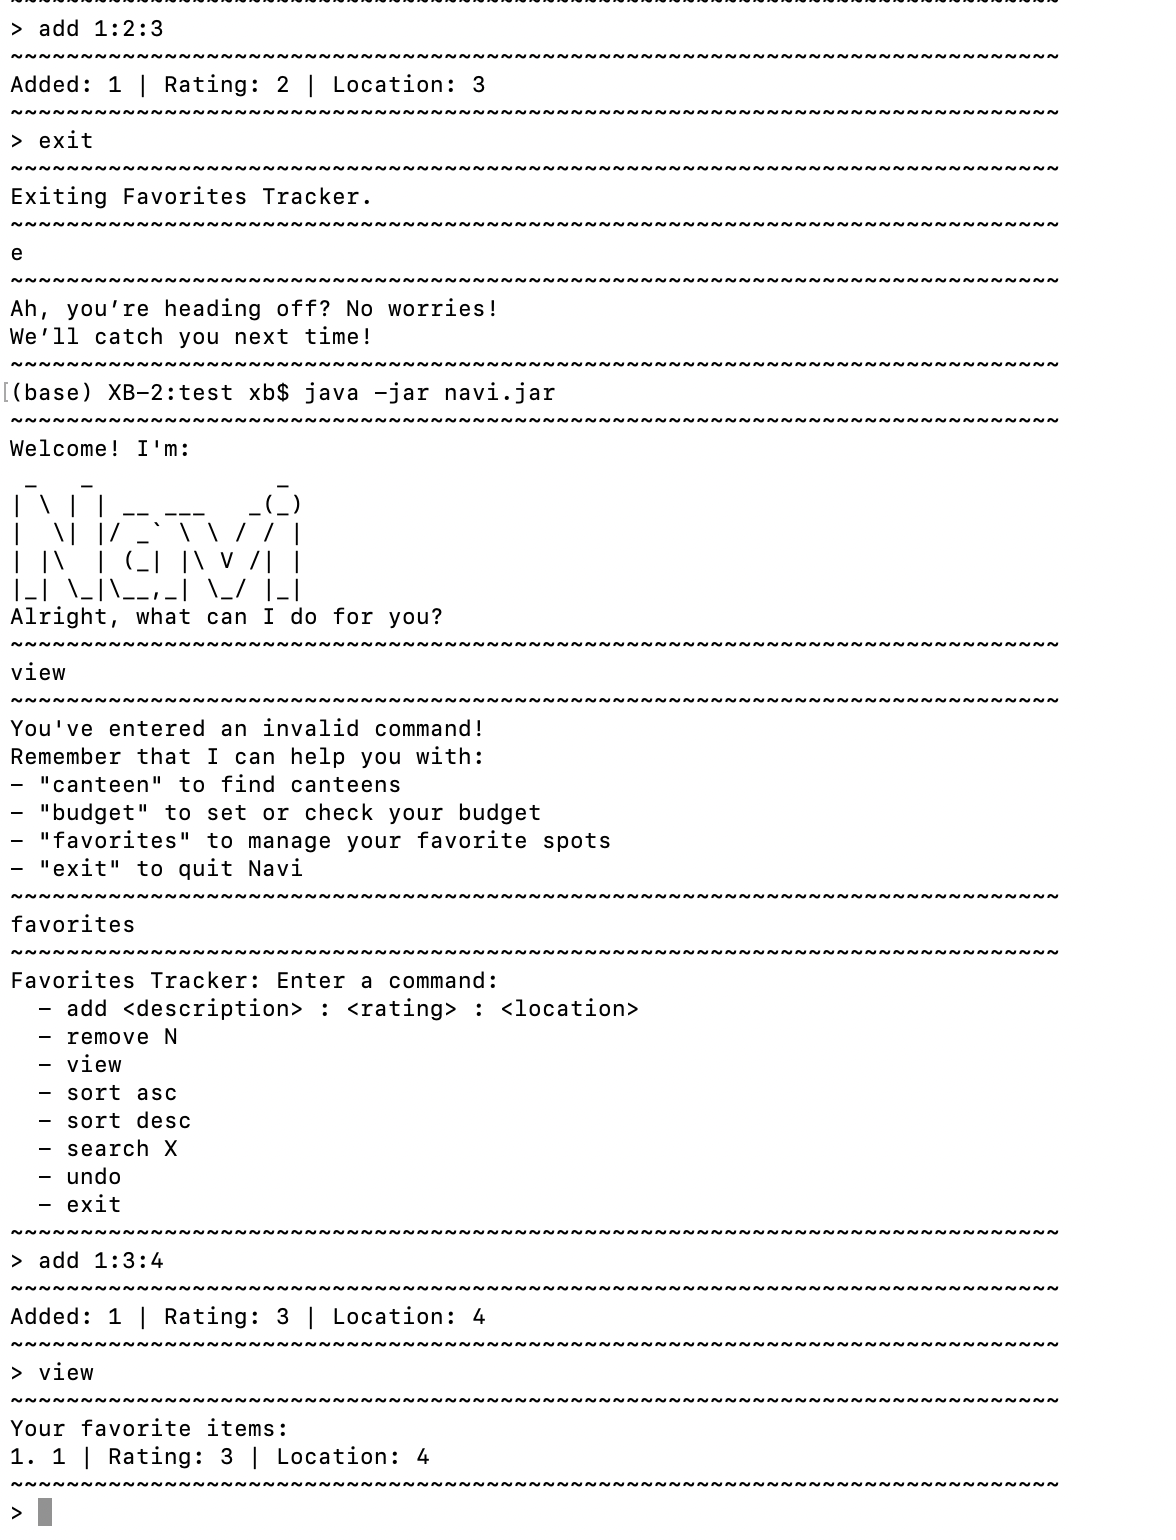 ~~~~~~~~~~~~~~~~~~~~~~~~~~~~~~~~~~~~~~~~~~~~~~~~~~~~~~~~~~~~~~~~~~~~~~~~~~~
> add 1:2:3
~~~~~~~~~~~~~~~~~~~~~~~~~~~~~~~~~~~~~~~~~~~~~~~~~~~~~~~~~~~~~~~~~~~~~~~~~~~
Added: 1 | Rating: 2 | Location: 3
~~~~~~~~~~~~~~~~~~~~~~~~~~~~~~~~~~~~~~~~~~~~~~~~~~~~~~~~~~~~~~~~~~~~~~~~~~~
> exit
~~~~~~~~~~~~~~~~~~~~~~~~~~~~~~~~~~~~~~~~~~~~~~~~~~~~~~~~~~~~~~~~~~~~~~~~~~~
Exiting Favorites Tracker.
~~~~~~~~~~~~~~~~~~~~~~~~~~~~~~~~~~~~~~~~~~~~~~~~~~~~~~~~~~~~~~~~~~~~~~~~~~~
e
~~~~~~~~~~~~~~~~~~~~~~~~~~~~~~~~~~~~~~~~~~~~~~~~~~~~~~~~~~~~~~~~~~~~~~~~~~~
Ah, you’re heading off? No worries!
We’ll catch you next time!
~~~~~~~~~~~~~~~~~~~~~~~~~~~~~~~~~~~~~~~~~~~~~~~~~~~~~~~~~~~~~~~~~~~~~~~~~~~
[(base) XB-2:test xb$ java -jar navi.jar
~~~~~~~~~~~~~~~~~~~~~~~~~~~~~~~~~~~~~~~~~~~~~~~~~~~~~~~~~~~~~~~~~~~~~~~~~~~
Welcome! I'm:
 _   _             _
| \ | | __ ___   _(_)
|  \| |/ _` \ \ / / |
| |\  | (_| |\ V /| |
|_| \_|\__,_| \_/ |_|
Alright, what can I do for you?
~~~~~~~~~~~~~~~~~~~~~~~~~~~~~~~~~~~~~~~~~~~~~~~~~~~~~~~~~~~~~~~~~~~~~~~~~~~
view
~~~~~~~~~~~~~~~~~~~~~~~~~~~~~~~~~~~~~~~~~~~~~~~~~~~~~~~~~~~~~~~~~~~~~~~~~~~
You've entered an invalid command!
Remember that I can help you with:
- "canteen" to find canteens
- "budget" to set or check your budget
- "favorites" to manage your favorite spots
- "exit" to quit Navi
~~~~~~~~~~~~~~~~~~~~~~~~~~~~~~~~~~~~~~~~~~~~~~~~~~~~~~~~~~~~~~~~~~~~~~~~~~~
favorites
~~~~~~~~~~~~~~~~~~~~~~~~~~~~~~~~~~~~~~~~~~~~~~~~~~~~~~~~~~~~~~~~~~~~~~~~~~~
Favorites Tracker: Enter a command:
  - add <description> : <rating> : <location>
  - remove N
  - view
  - sort asc
  - sort desc
  - search X
  - undo
  - exit
~~~~~~~~~~~~~~~~~~~~~~~~~~~~~~~~~~~~~~~~~~~~~~~~~~~~~~~~~~~~~~~~~~~~~~~~~~~
> add 1:3:4
~~~~~~~~~~~~~~~~~~~~~~~~~~~~~~~~~~~~~~~~~~~~~~~~~~~~~~~~~~~~~~~~~~~~~~~~~~~
Added: 1 | Rating: 3 | Location: 4
~~~~~~~~~~~~~~~~~~~~~~~~~~~~~~~~~~~~~~~~~~~~~~~~~~~~~~~~~~~~~~~~~~~~~~~~~~~
> view
~~~~~~~~~~~~~~~~~~~~~~~~~~~~~~~~~~~~~~~~~~~~~~~~~~~~~~~~~~~~~~~~~~~~~~~~~~~
Your favorite items:
1. 1 | Rating: 3 | Location: 4
~~~~~~~~~~~~~~~~~~~~~~~~~~~~~~~~~~~~~~~~~~~~~~~~~~~~~~~~~~~~~~~~~~~~~~~~~~~
>